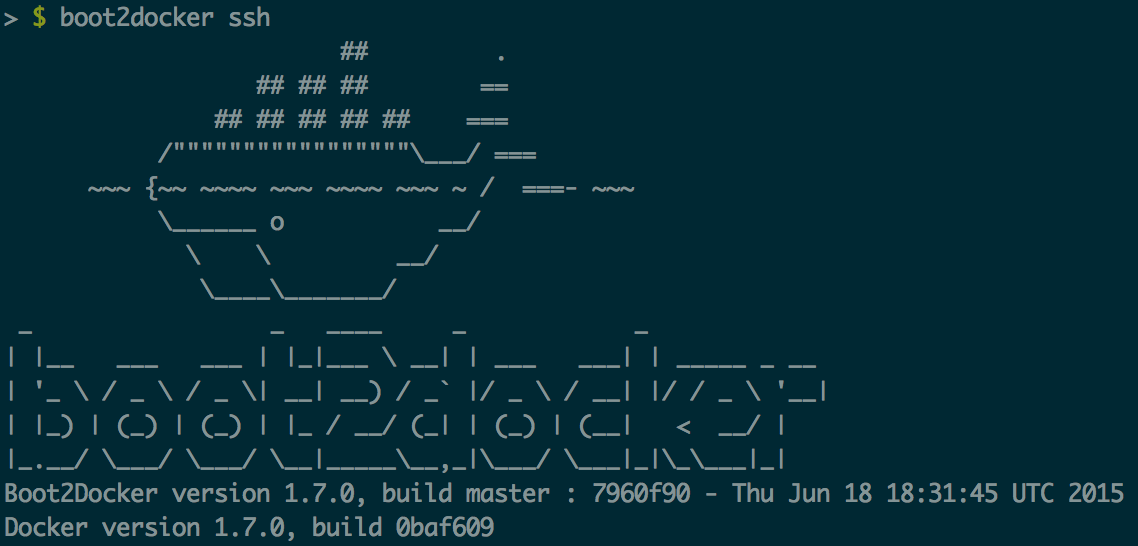 > $ boot2docker ssh
                        ##         .
                  ## ## ##        ==
               ## ## ## ## ##    ===
           /"""""""""""""""""\___/ ===
      ~~~ {~~ ~~~~ ~~~ ~~~~ ~~~ ~ /  ===- ~~~
           \______ o           __/
             \    \         __/
              \____\_______/
 _                 _   ____     _            _
| |__   ___   ___ | |_|___ \ __| | ___   ___| | _____ _ __
| '_ \ / _ \ / _ \| __| __) / _` |/ _ \ / __| |/ / _ \ '__|
| |_) | (_) | (_) | |_ / __/ (_| | (_) | (__|   <  __/ |
|_.__/ \___/ \___/ \__|_____\__,_|\___/ \___|_|\_\___|_|
Boot2Docker version 1.7.0, build master : 7960f90 - Thu Jun 18 18:31:45 UTC 2015
Docker version 1.7.0, build 0baf609